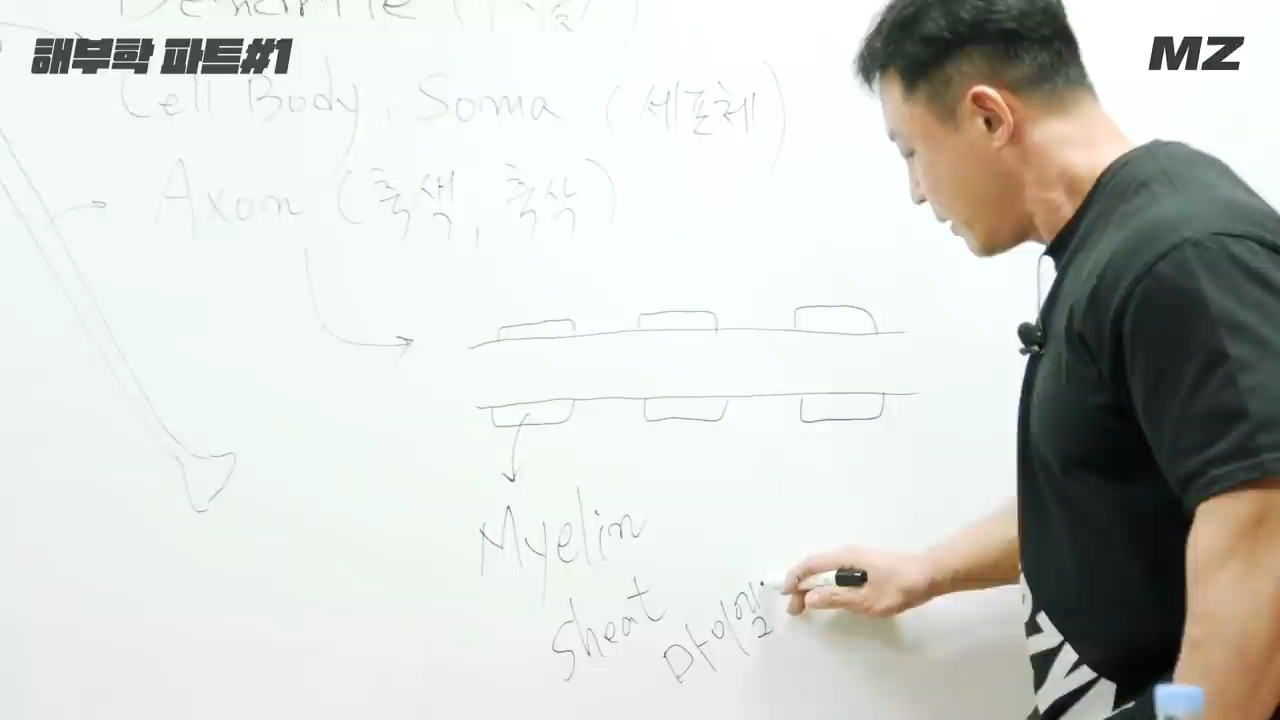 해부학 파트#1
MZ
Cell Body, Soma (세포체)
Axon (축색, 축삭)
Myelin
Sheat
마이엘